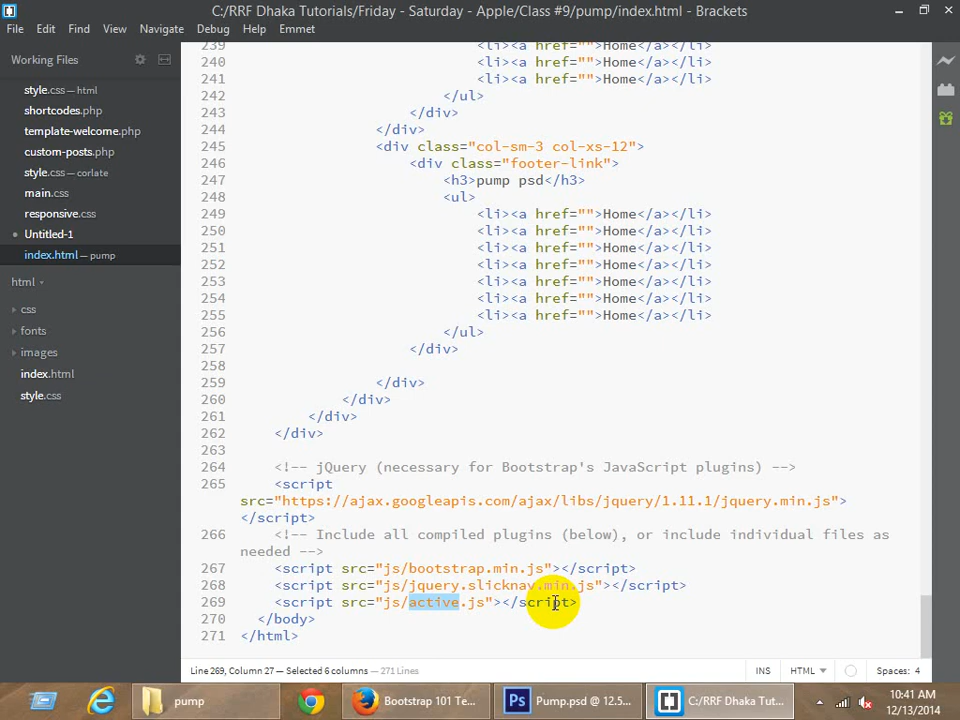 C:/RRF Dhaka Tutorials/Friday - Saturday - Apple/Class #9/pump/index.html - Brackets
File Edit Find View Navigate Debug Help Emmet
Working Files
style.css — html
shortcodes.php
template-welcome.php
custom-posts.php
style.css — corlate
main.css
responsive.css
Untitled-1
index.html — pump
html
css
fonts
images
index.html
style.css
239 <li><a href="">Home</a></li>
240 <li><a href="">Home</a></li>
241 <li><a href="">Home</a></li>
242 </ul>
243 </div>
244 </div>
245 <div class="col-sm-3 col-xs-12">
246 <div class="footer-link">
247 <h3>pump psd</h3>
248 <ul>
249 <li><a href="">Home</a></li>
250 <li><a href="">Home</a></li>
251 <li><a href="">Home</a></li>
252 <li><a href="">Home</a></li>
253 <li><a href="">Home</a></li>
254 <li><a href="">Home</a></li>
255 <li><a href="">Home</a></li>
256 </ul>
257 </div>
258
259 </div>
260 </div>
261 </div>
262 </div>
263
264 <!-- jQuery (necessary for Bootstrap's JavaScript plugins) -->
265 <script
src="https://ajax.googleapis.com/ajax/libs/jquery/1.11.1/jquery.min.js">
</script>
266 <!-- Include all compiled plugins (below), or include individual files as
needed -->
267 <script src="js/bootstrap.min.js"></script>
268 <script src="js/jquery.slicknav.min.js"></script>
269 <script src="js/active.js"></script>
270 </body>
271 </html>
Line 269, Column 27 — Selected 6 columns — 271 Lines
INS HTML Spaces: 4
pump
Bootstrap 101 Te...
Ps Pump.psd @ 12.5...
C:/RRF Dhaka Tut...
10:41 AM
12/13/2014